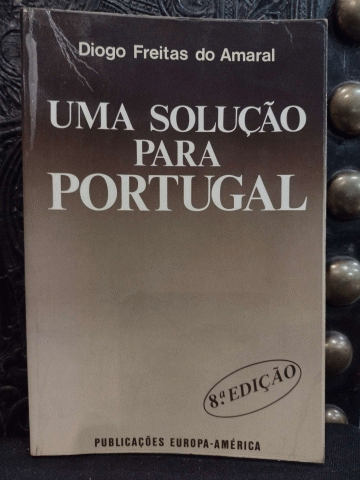 Diogo Freitas do Amaral
UMA SOLUÇÃO
PARA
PORTUGAL
8.ª EDIÇÃO
PUBLICAÇÕES EUROPA-AMÉRICA